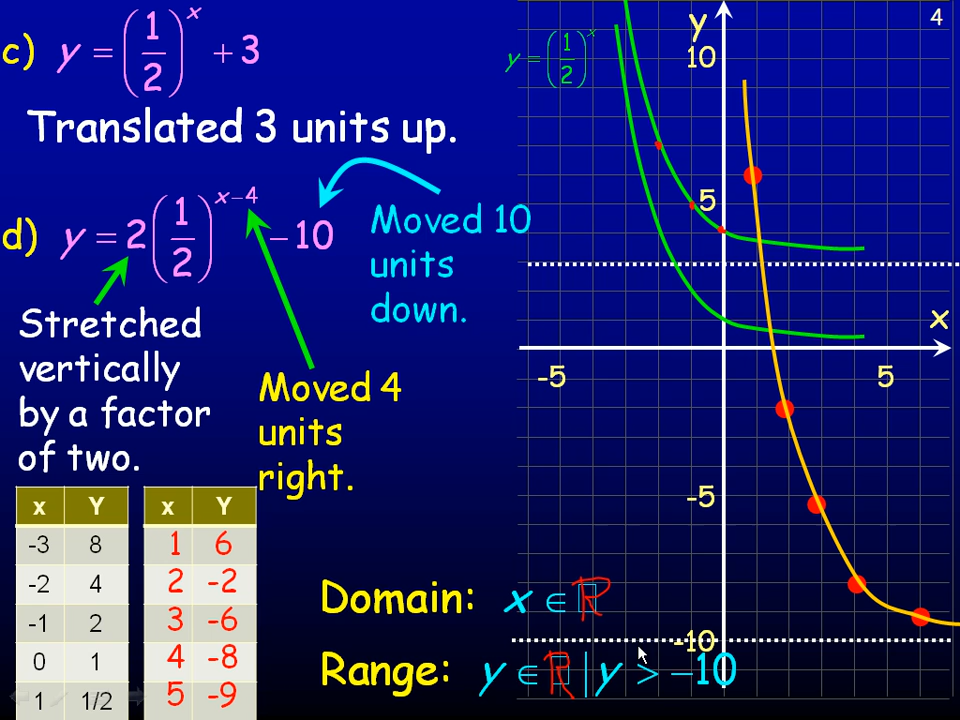 4
c) y = (1/2)^x + 3
Translated 3 units up.
d) y = 2(1/2)^(x-4) - 10
Moved 10
units
down.
Stretched
vertically
by a factor
of two.
Moved 4
units
right.
x Y
-3 8
-2 4
-1 2
0 1
1 1/2
x Y
1 6
2 -2
3 -6
4 -8
5 -9
Domain: x ∈ ℝ
Range: y ∈ ℝ | y > -10
y = (1/2)^x
y
10
5
x
-5 5
-5
-10